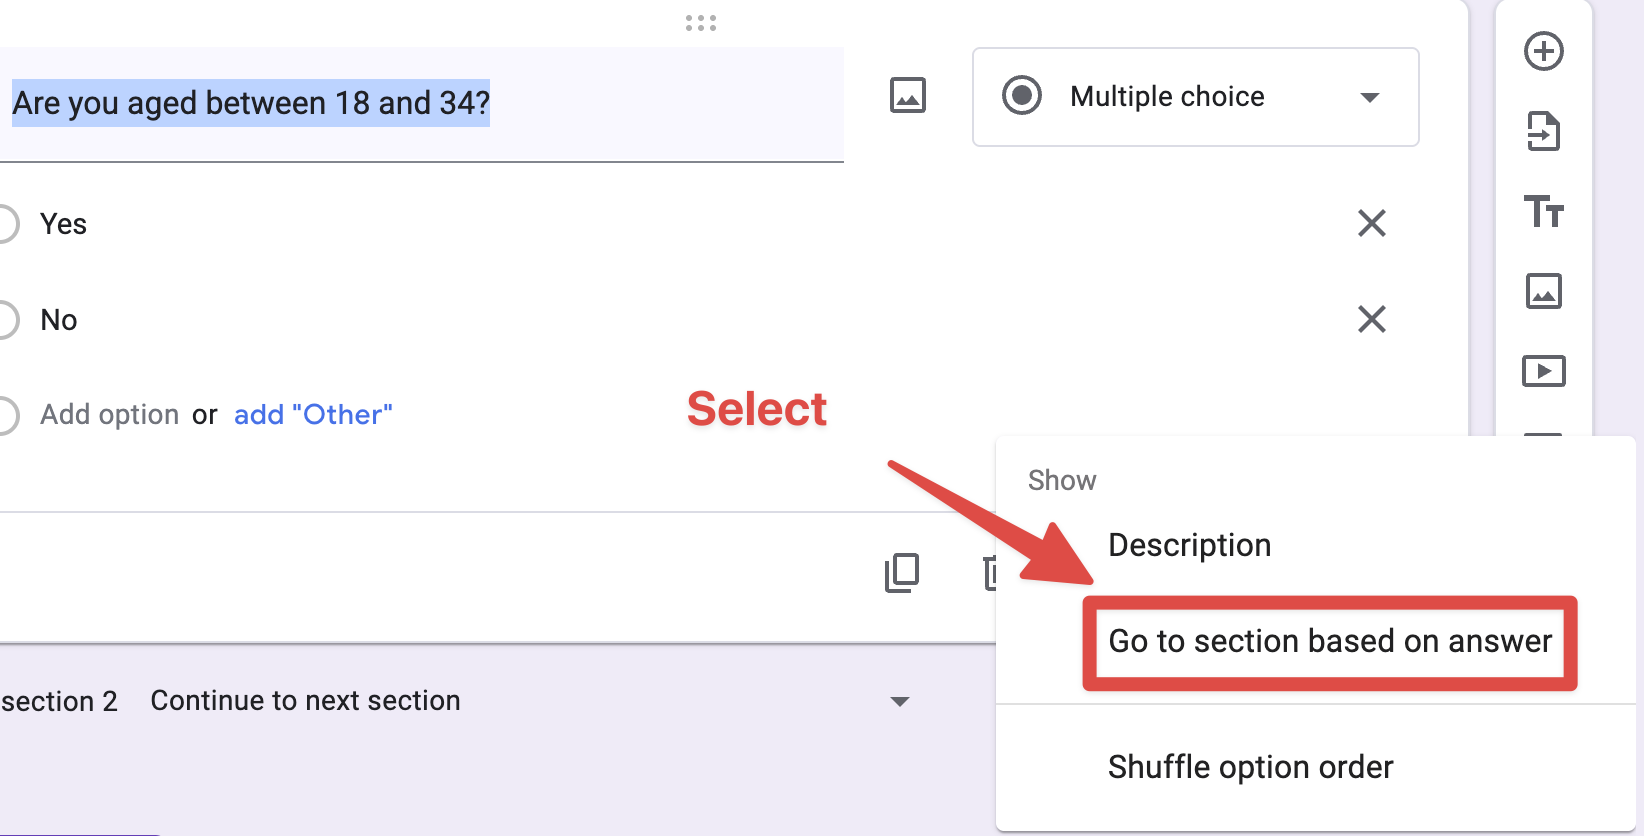 Are you aged between 18 and 34?
Multiple choice
Yes
No
Add option or add "Other"
Select
Show
Description
Go to section based on answer
section 2 Continue to next section
Shuffle option order